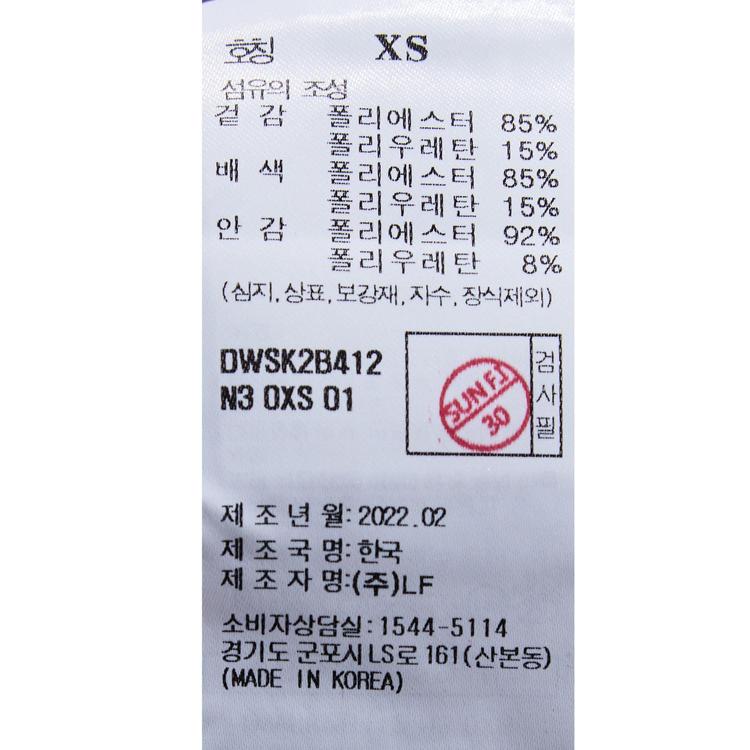 호칭 XS
섬유의 조성
겉 감 폴리에스터 85%
폴리우레탄 15%
배 색 폴리에스터 85%
폴리우레탄 15%
안 감 폴리에스터 92%
폴리우레탄 8%
(심지,상표,보강재,자수,장식제외)
DWSK2B412
N3 0XS 01
SUN F.I
30
검사필
제 조 년 월: 2022.02
제 조 국 명: 한국
제 조 자 명:(주)LF
소비자상담실: 1544-5114
경기도 군포시 LS로 161(산본동)
(MADE IN KOREA)